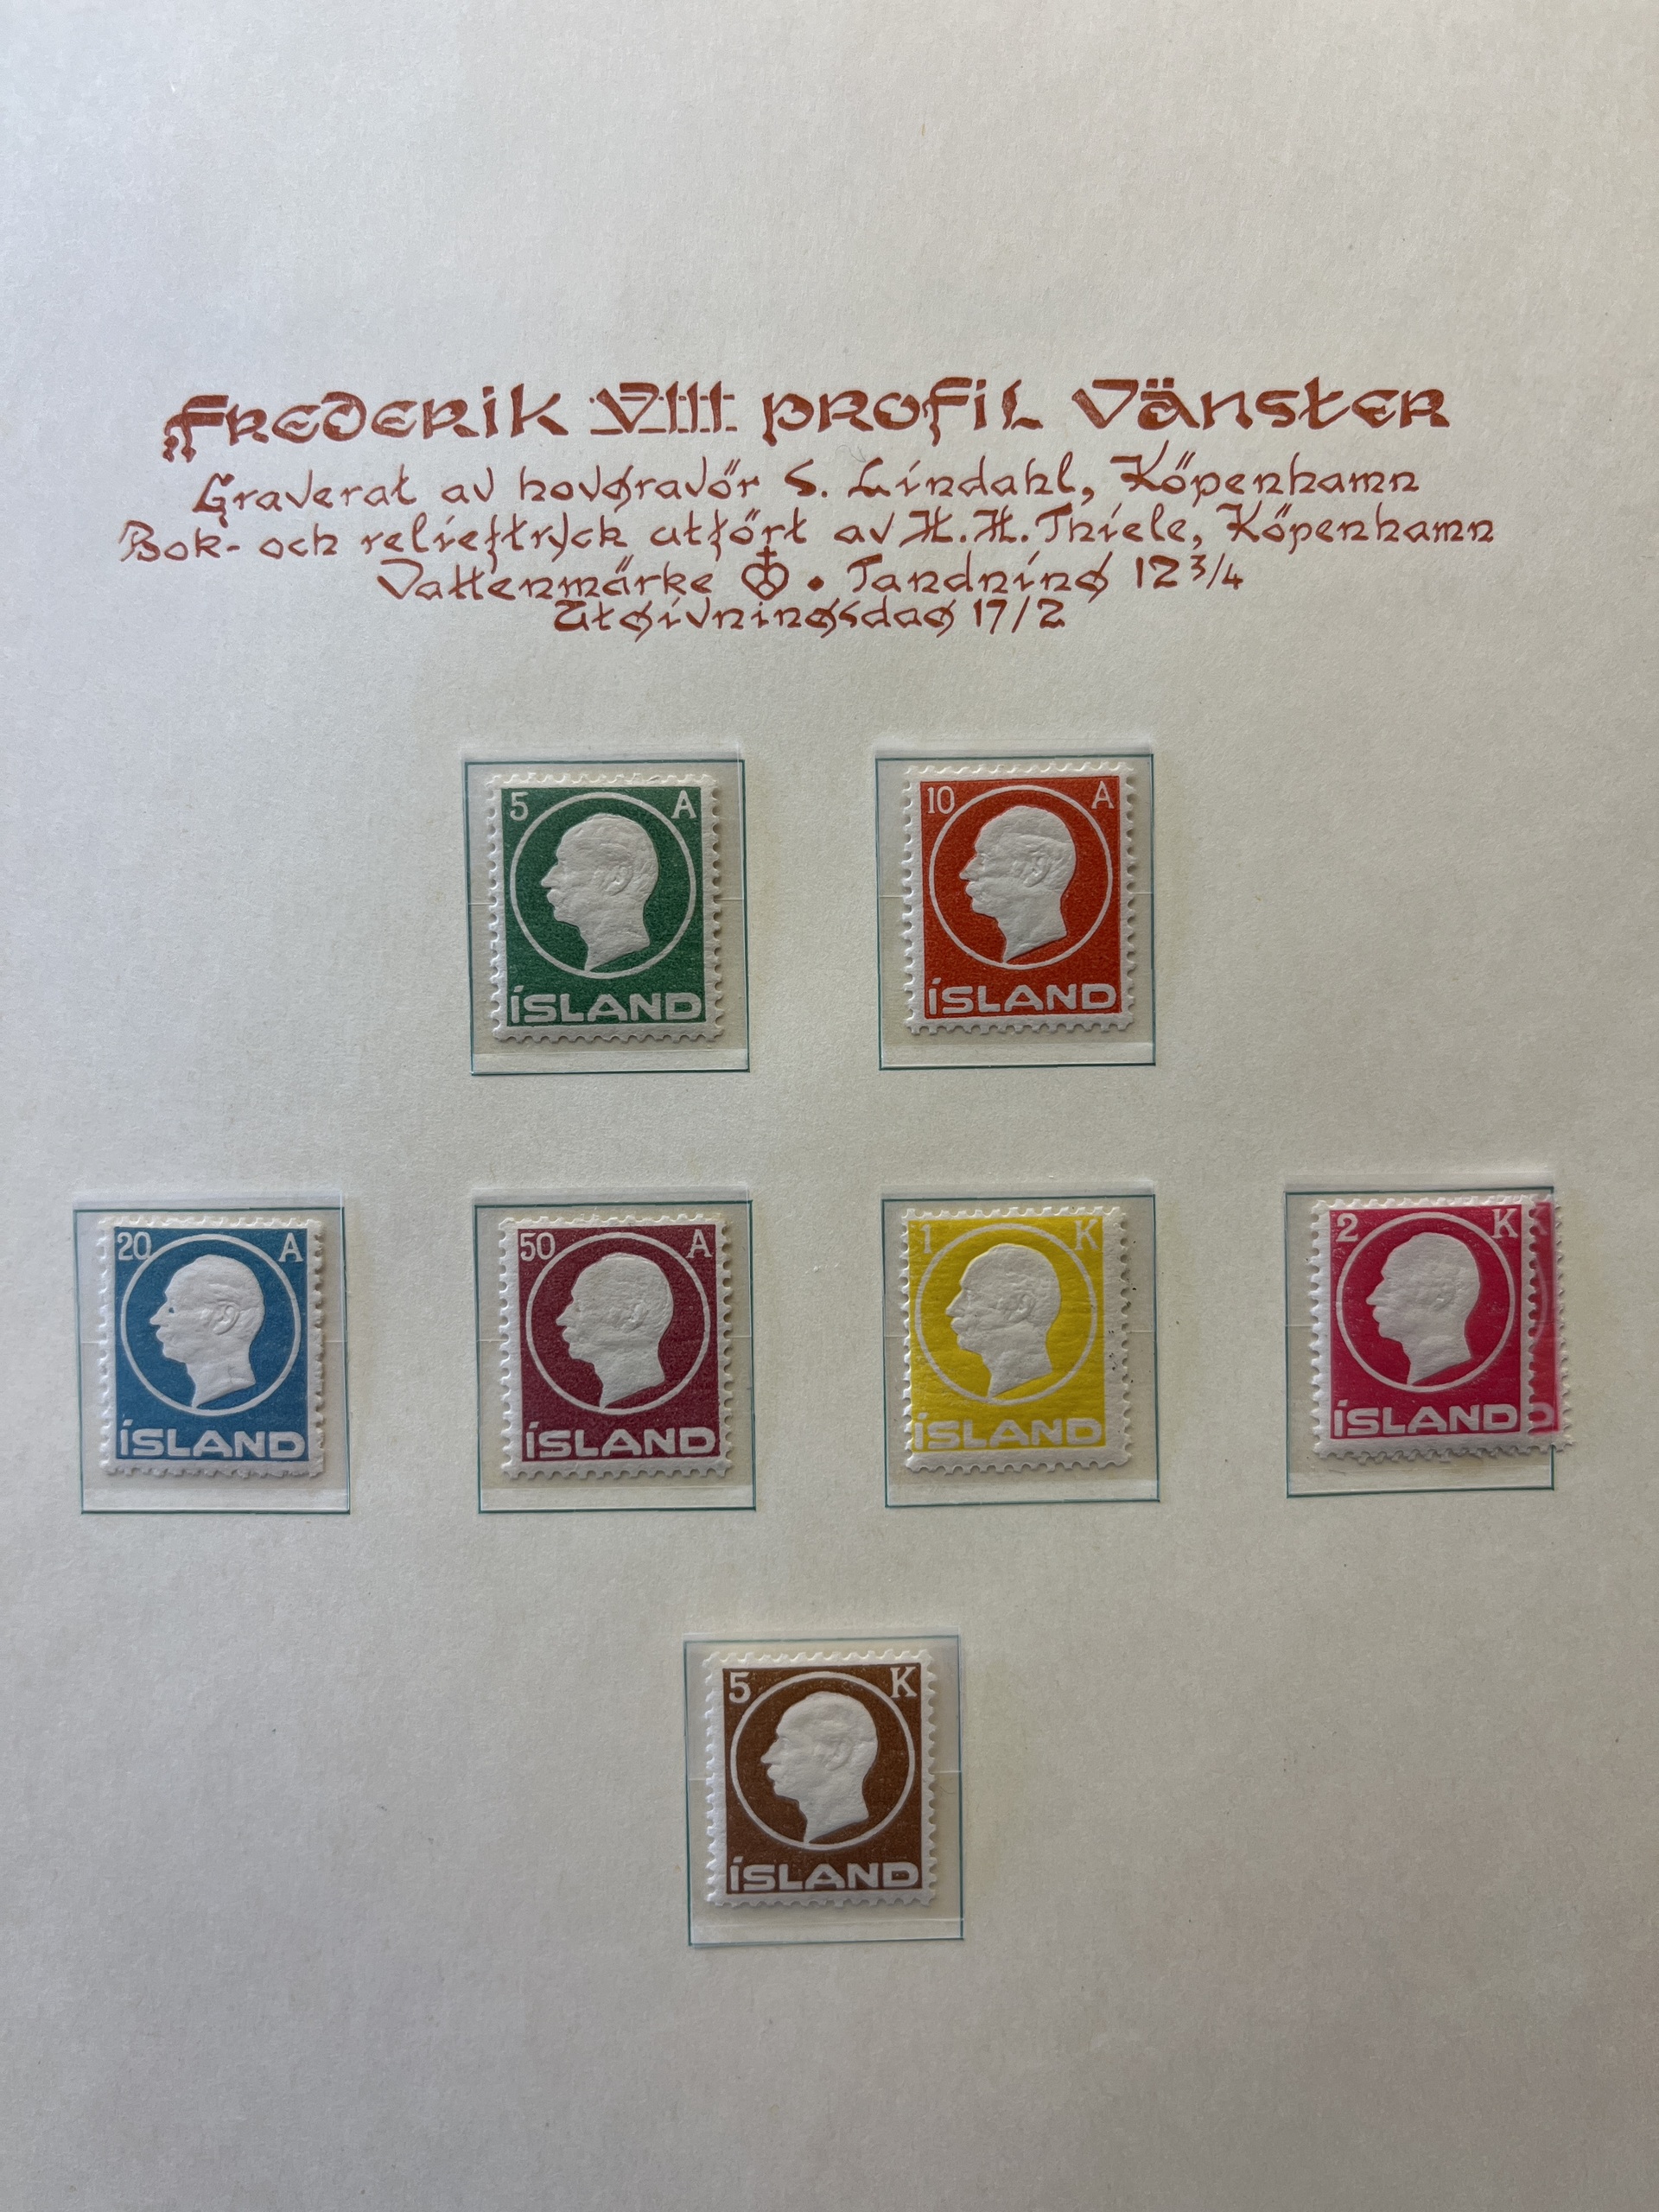 Frederik VIII profil Vänster
Graverat av hovgravör S. Lindahl, Köpenhamn
Bok- och relieftryck utfört av H.H. Thiele, Köpenhamn
Vattenmärke • Tandning 12 3/4
Utgivningsdag 17/2
5 A
ÍSLAND
10 A
ÍSLAND
20 A
ÍSLAND
50 A
ÍSLAND
1 K
ÍSLAND
2 K
ÍSLAND
5 K
ÍSLAND